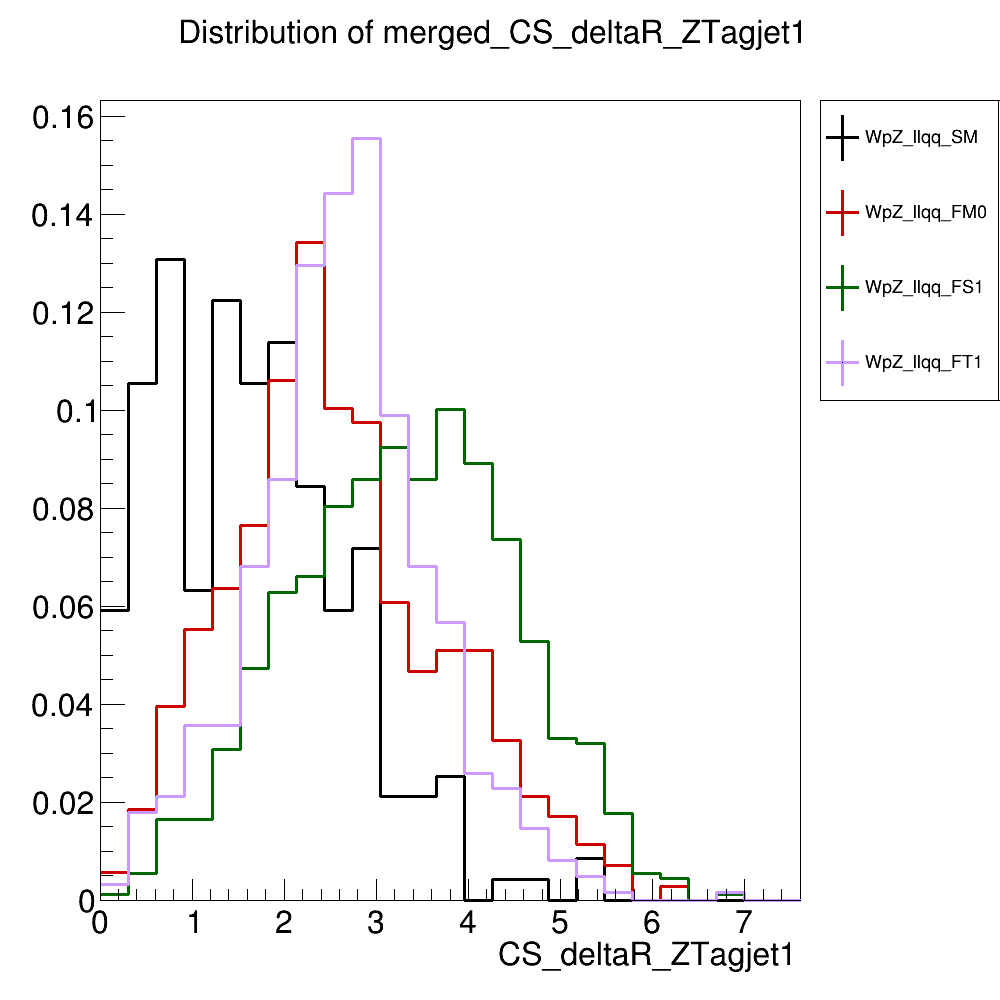 Distribution of merged_CS_deltaR_ZTagjet1
WpZ_llqq_SM
WpZ_llqq_FM0
WpZ_llqq_FS1
WpZ_llqq_FT1
0.16
0.14
0.12
0.1
0.08
0.06
0.04
0.02
0
0 1 2 3 4 5 6 7
CS_deltaR_ZTagjet1